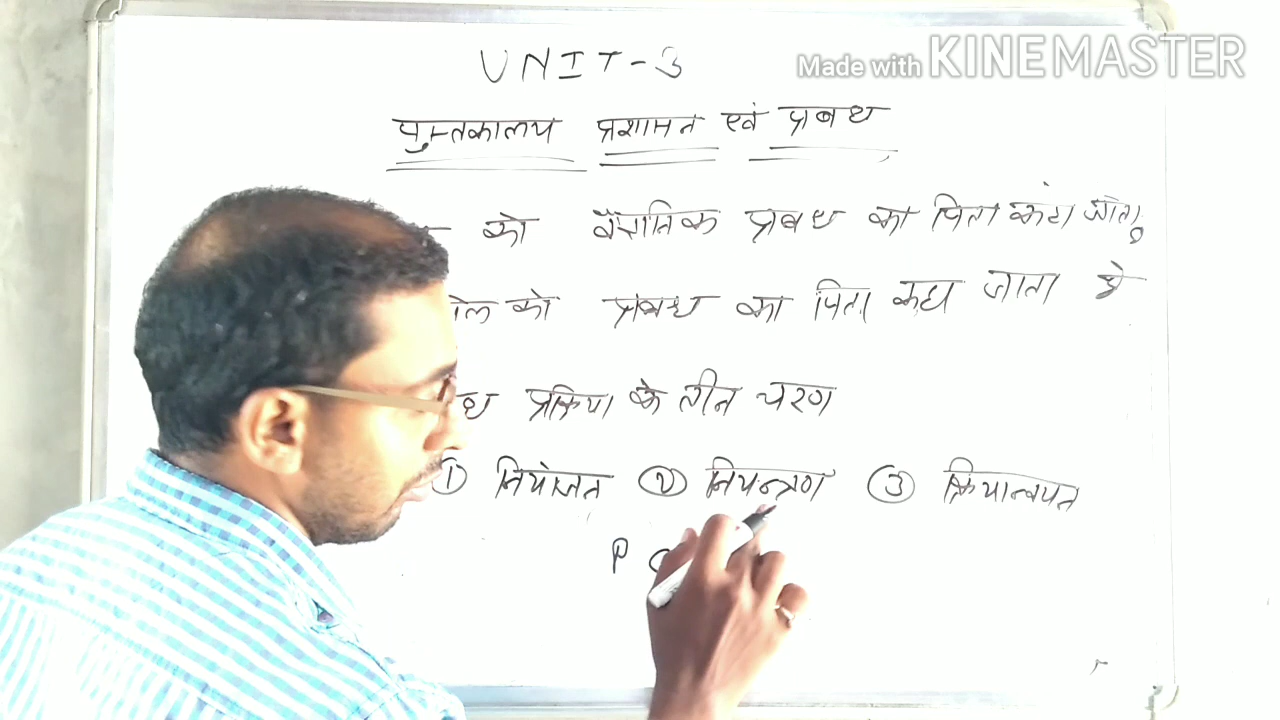 Made with KINEMASTER
UNIT-3
पुस्तकालय प्रशासन एवं प्रबंध
को वैज्ञानिक प्रबंध का पिता कहा जाता
को प्रबंध का पिता कहा जाता है
प्रक्रिया के तीन चरण
① नियोजन ② नियन्त्रण ③ क्रियान्वयन
P